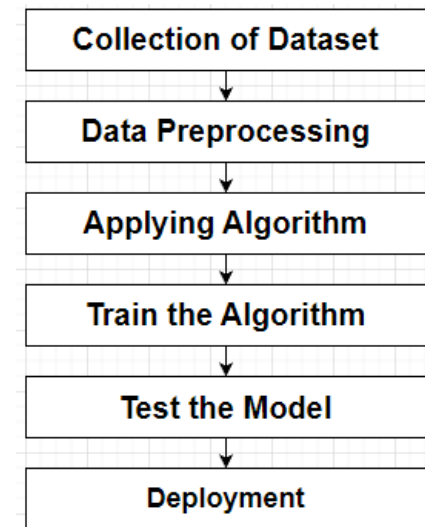 Collection of Dataset
Data Preprocessing
Applying Algorithm
Train the Algorithm
Test the Model
Deployment